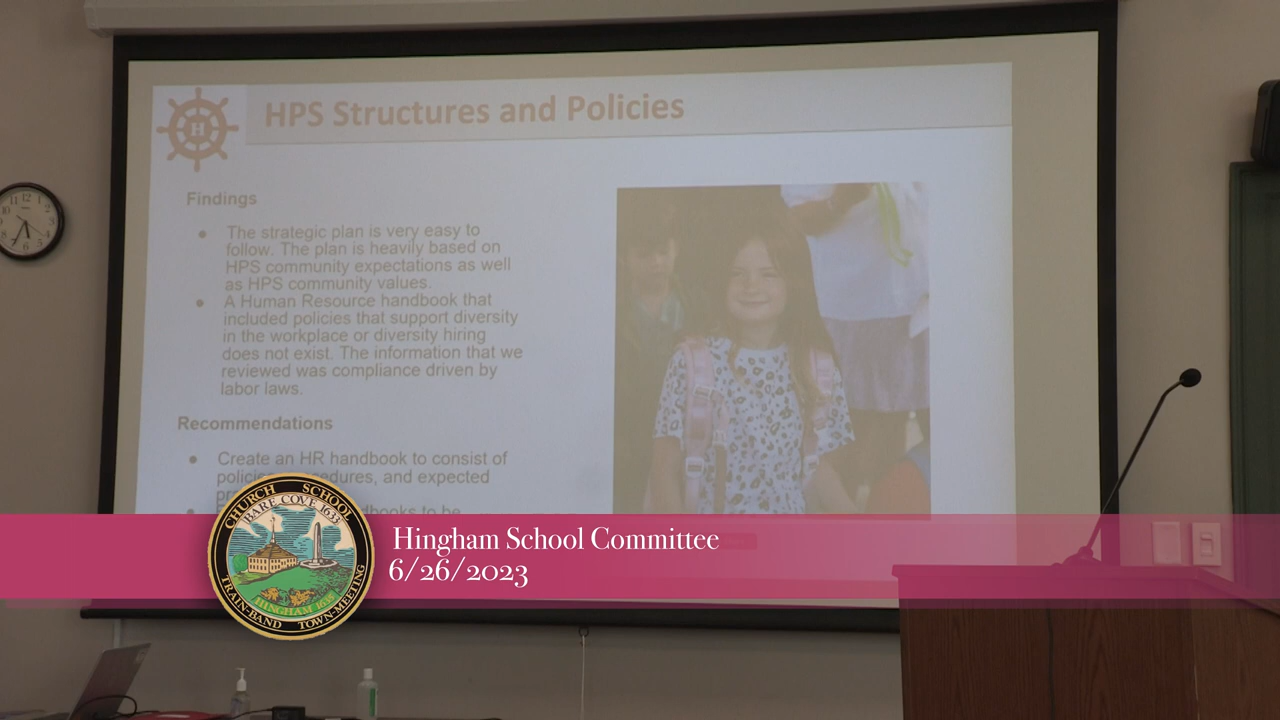 HPS Structures and Policies
H
Findings
The strategic plan is very easy to
follow. The plan is heavily based on
HPS community expectations as well
as HPS community values.
A Human Resource handbook that
included policies that support diversity
in the workplace or diversity hiring
does not exist. The information that we
reviewed was compliance driven by
labor laws.
Recommendations
Create an HR handbook to consist of
and expected
to be
CHURCH SCHOOL
BARE COVE 1633
HINGHAM 1635
TRAIN-BAND TOWN-MEETING
Hingham School Committee
6/26/2023